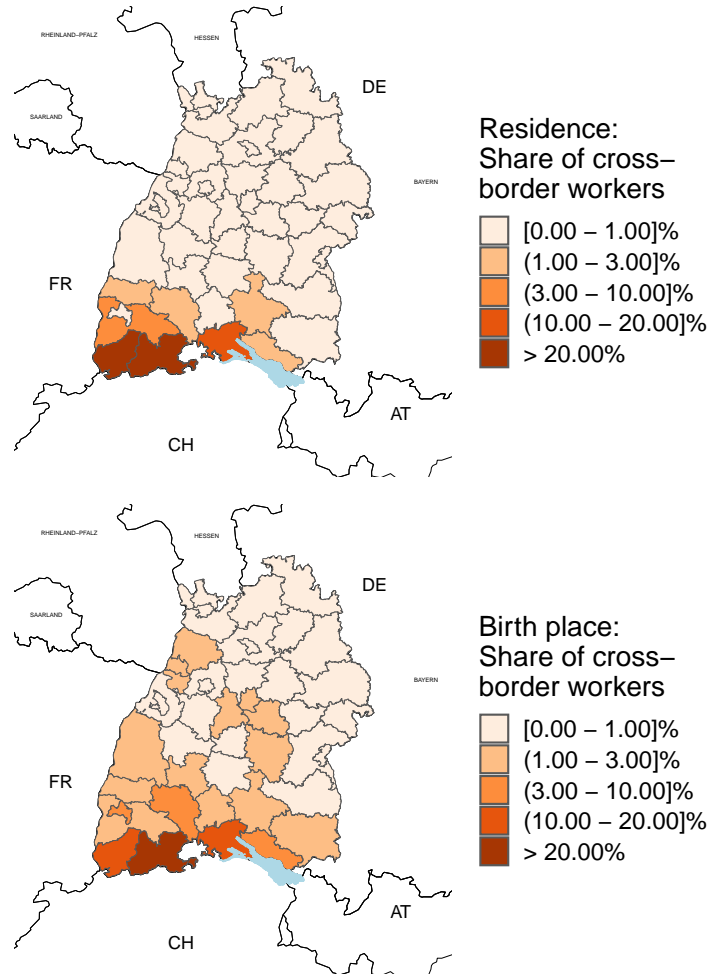 RHEINLAND−PFALZ
HESSEN
DE
SAARLAND
BAYERN
FR
AT
CH
Residence:
Share of cross−
border workers
[0.00 − 1.00]%
(1.00 − 3.00]%
(3.00 − 10.00]%
(10.00 − 20.00]%
> 20.00%
RHEINLAND−PFALZ
HESSEN
DE
SAARLAND
BAYERN
FR
AT
CH
Birth place:
Share of cross−
border workers
[0.00 − 1.00]%
(1.00 − 3.00]%
(3.00 − 10.00]%
(10.00 − 20.00]%
> 20.00%